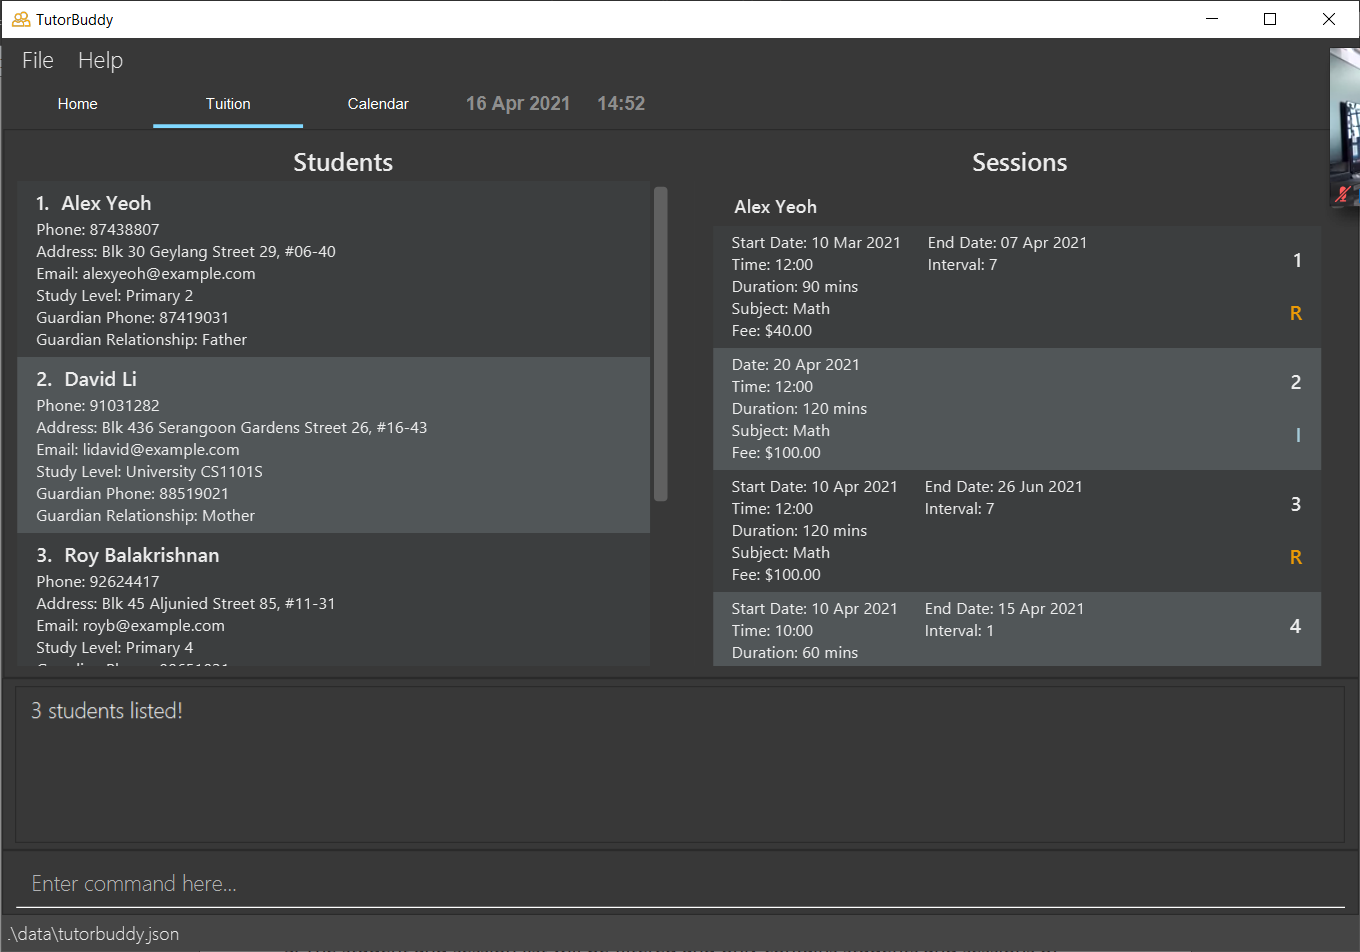 TutorBuddy
File Help
Home Tuition Calendar 16 Apr 2021 14:52
Students
1. Alex Yeoh
Phone: 87438807
Address: Blk 30 Geylang Street 29, #06-40
Email: alexyeoh@example.com
Study Level: Primary 2
Guardian Phone: 87419031
Guardian Relationship: Father
2. David Li
Phone: 91031282
Address: Blk 436 Serangoon Gardens Street 26, #16-43
Email: lidavid@example.com
Study Level: University CS1101S
Guardian Phone: 88519021
Guardian Relationship: Mother
3. Roy Balakrishnan
Phone: 92624417
Address: Blk 45 Aljunied Street 85, #11-31
Email: royb@example.com
Study Level: Primary 4
Sessions
Alex Yeoh
Start Date: 10 Mar 2021 End Date: 07 Apr 2021
1
Time: 12:00 Interval: 7
Duration: 90 mins
Subject: Math
R
Fee: $40.00
Date: 20 Apr 2021
2
Time: 12:00
Duration: 120 mins
Subject: Math
I
Fee: $100.00
Start Date: 10 Apr 2021 End Date: 26 Jun 2021
3
Time: 12:00 Interval: 7
Duration: 120 mins
Subject: Math
R
Fee: $100.00
Start Date: 10 Apr 2021 End Date: 15 Apr 2021
4
Time: 10:00 Interval: 1
Duration: 60 mins
3 students listed!
Enter command here...
.\data\tutorbuddy.json